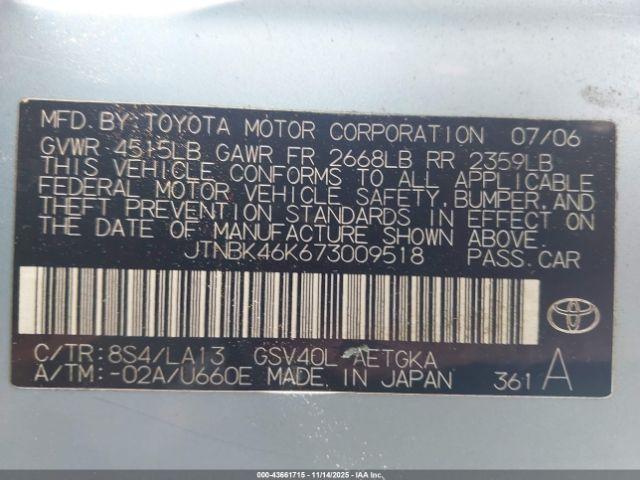 MFD. BY: TOYOTA MOTOR CORPORATION 07/06
GVWR 4515LB GAWR FR 2668LB RR 2359LB
THIS VEHICLE CONFORMS TO ALL APPLICABLE
FEDERAL MOTOR VEHICLE SAFETY, BUMPER, AND
THEFT PREVENTION STANDARDS IN EFFECT ON
THE DATE OF MANUFACTURE SHOWN ABOVE.
JTNBK46K673009518 PASS. CAR
C/TR: 8S4/LA13 GSV40L AETGKA
A/TM: -02A/U660E MADE IN JAPAN 361 A
000-43661715 | 11/14/2025 | IAA Inc.